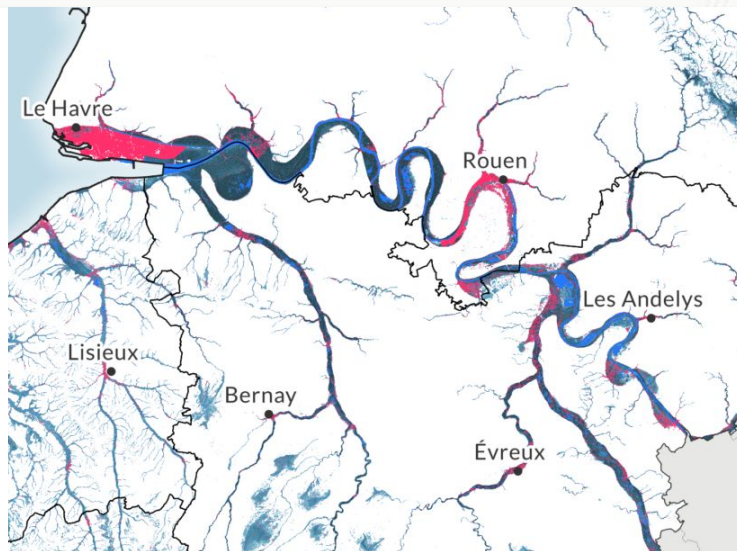 Le Havre
Rouen
Les Andelys
Lisieux
Bernay
Évreux